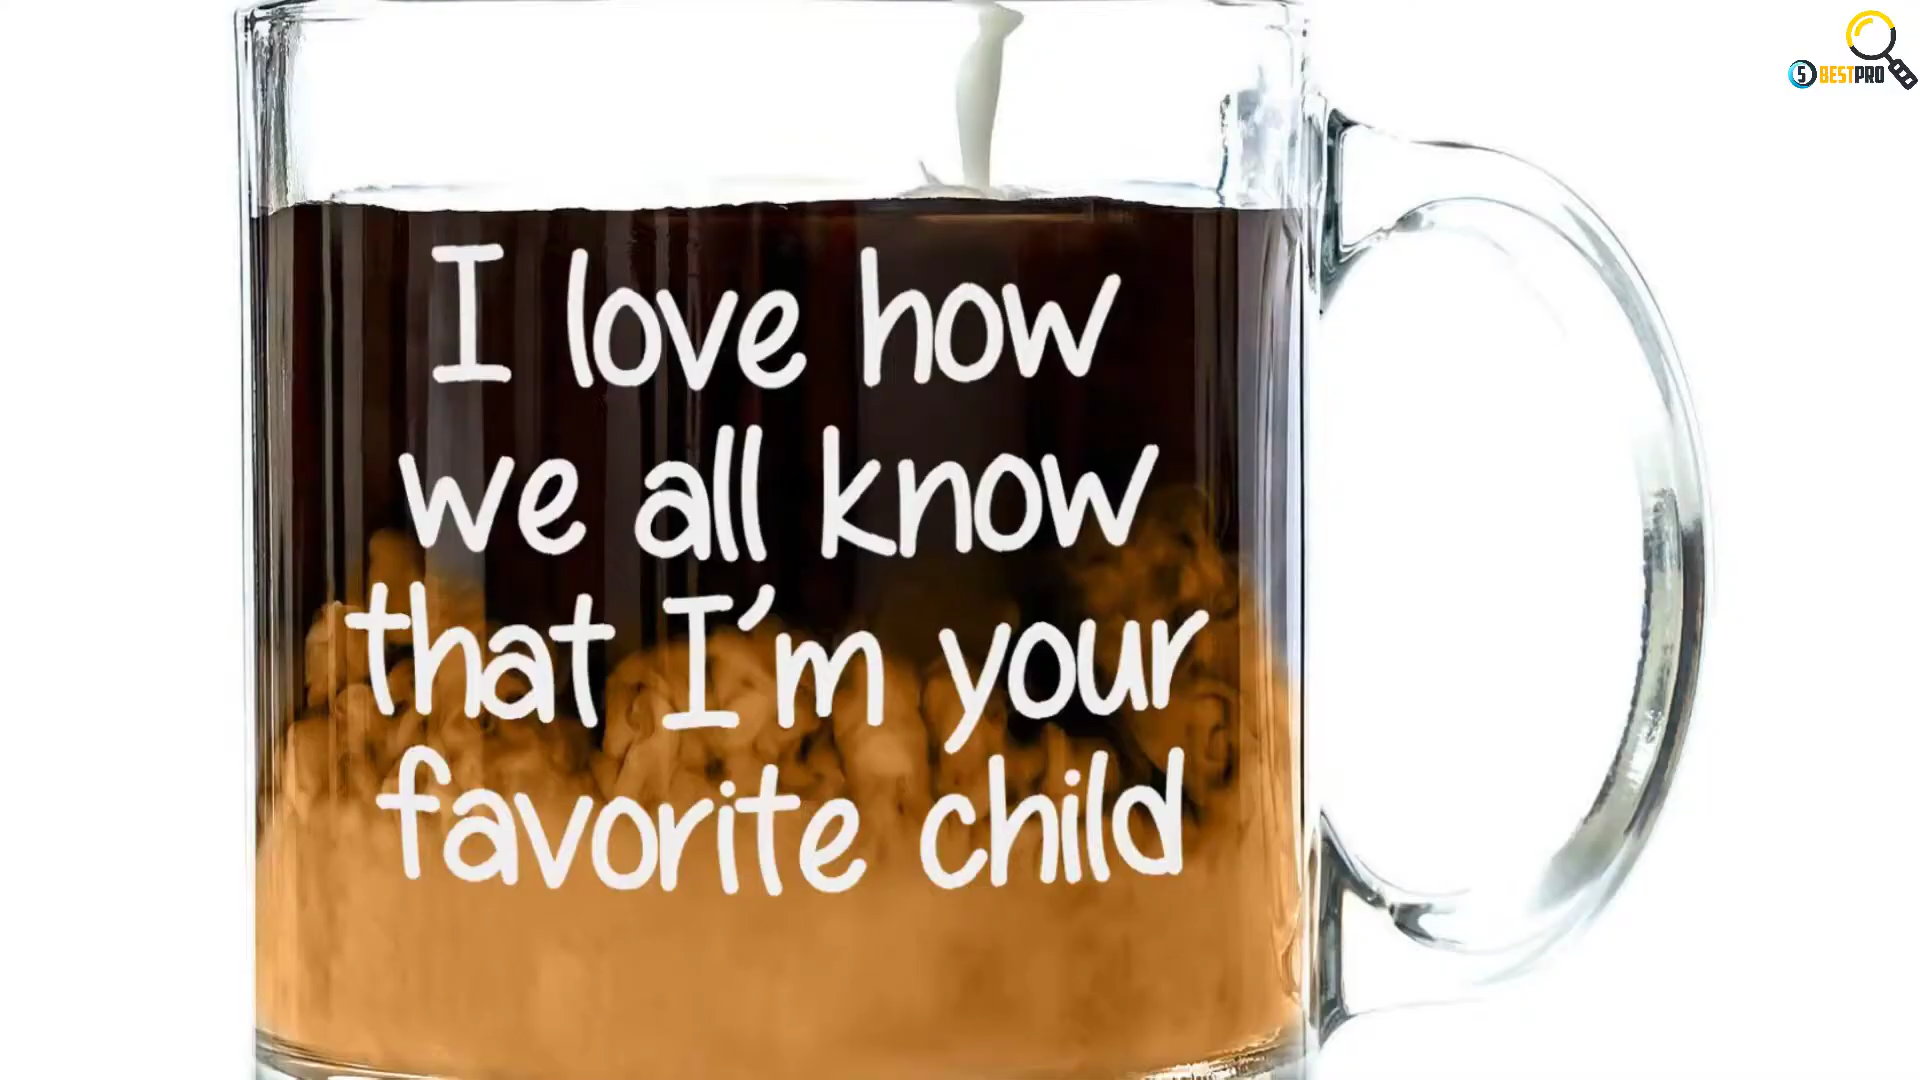 5 BESTPRO
I love how
we all know
that I'm your
favorite child